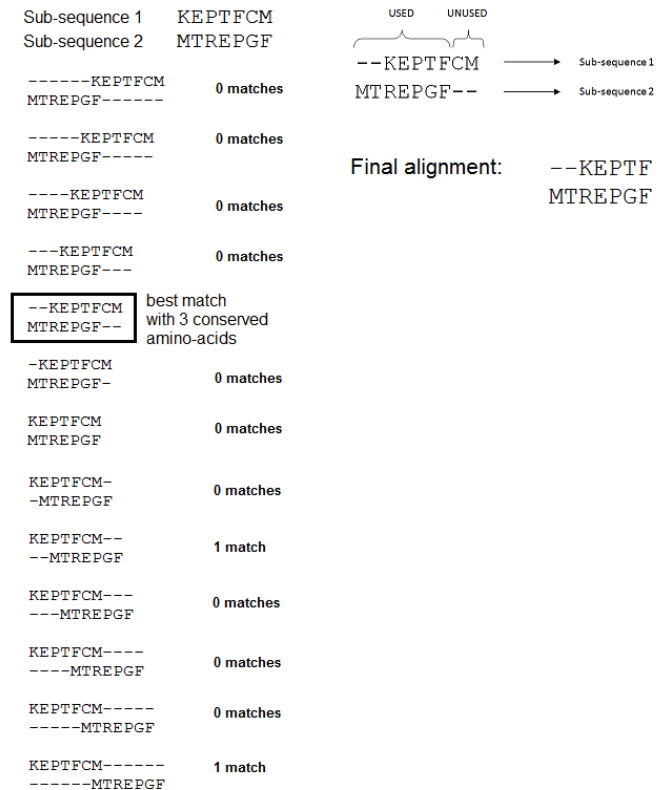 Sub-sequence 1 KEPTFCM
Sub-sequence 2 MTREPGF
------KEPTFCM
MTREPGF------
0 matches
-----KEPTFCM
MTREPGF-----
0 matches
----KEPTFCM
MTREPGF----
0 matches
---KEPTFCM
MTREPGF---
0 matches
--KEPTFCM
MTREPGF--
best match
with 3 conserved
amino-acids
-KEPTFCM
MTREPGF-
0 matches
KEPTFCM
MTREPGF
0 matches
KEPTFCM-
-MTREPGF
0 matches
KEPTFCM--
--MTREPGF
1 match
KEPTFCM---
---MTREPGF
0 matches
KEPTFCM----
----MTREPGF
0 matches
KEPTFCM-----
-----MTREPGF
0 matches
KEPTFCM------
------MTREPGF
1 match
USED UNUSED
--KEPTFCM Sub-sequence 1
MTREPGF-- Sub-sequence 2
Final alignment: --KEPTF
MTREPGF